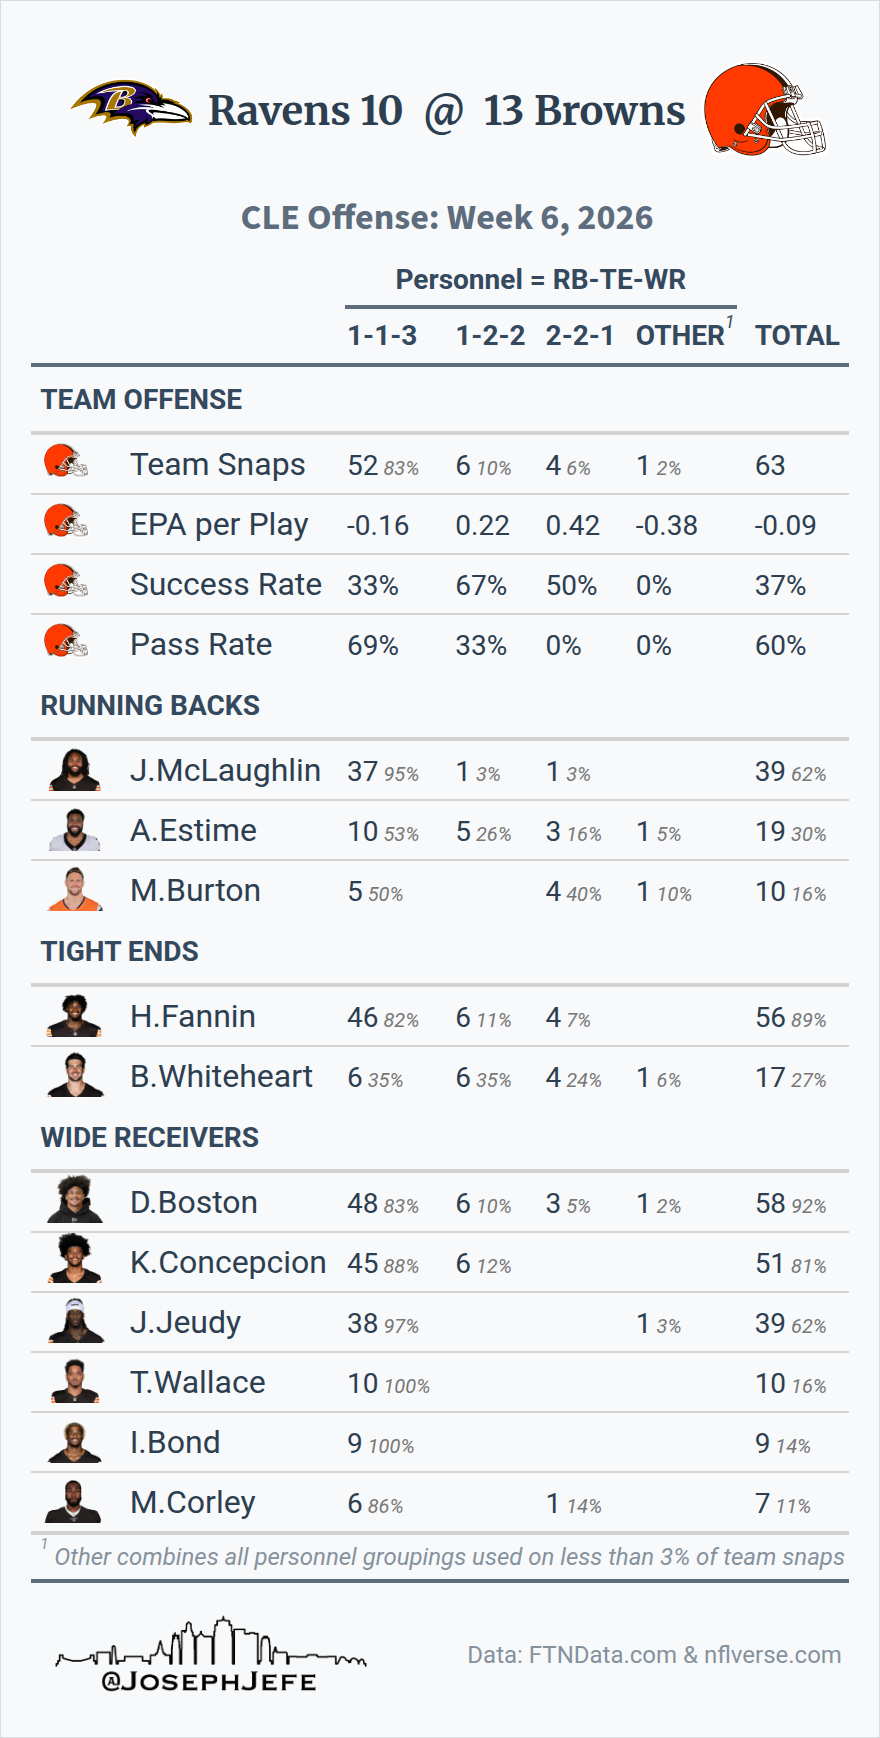 Ravens 10 @ 13 Browns
CLE Offense: Week 6, 2026
Personnel = RB-TE-WR
1-1-3 1-2-2 2-2-1 OTHER1 TOTAL
TEAM OFFENSE
Team Snaps 52 83% 6 10% 4 6% 1 2% 63
EPA per Play -0.16 0.22 0.42 -0.38 -0.09
Success Rate 33% 67% 50% 0% 37%
Pass Rate 69% 33% 0% 0% 60%
RUNNING BACKS
J.McLaughlin 37 95% 1 3% 1 3% 39 62%
A.Estime 10 53% 5 26% 3 16% 1 5% 19 30%
M.Burton 5 50% 4 40% 1 10% 10 16%
TIGHT ENDS
H.Fannin 46 82% 6 11% 4 7% 56 89%
B.Whiteheart 6 35% 6 35% 4 24% 1 6% 17 27%
WIDE RECEIVERS
D.Boston 48 83% 6 10% 3 5% 1 2% 58 92%
K.Concepcion 45 88% 6 12% 51 81%
J.Jeudy 38 97% 1 3% 39 62%
T.Wallace 10 100% 10 16%
I.Bond 9 100% 9 14%
M.Corley 6 86% 1 14% 7 11%
1 Other combines all personnel groupings used on less than 3% of team snaps
@JosephJefe
Data: FTNData.com & nflverse.com